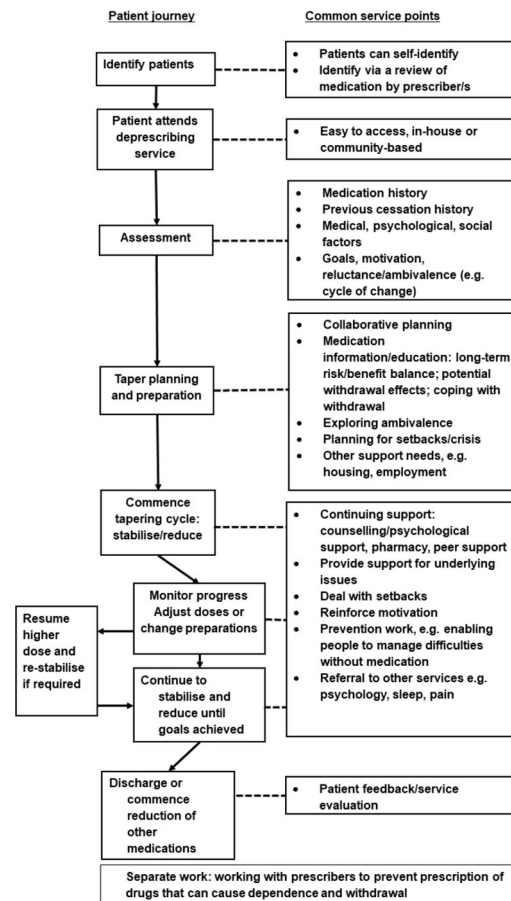 Patient journey
Common service points
Identify patients
• Patients can self-identify
• Identify via a review of
medication by prescriber/s
Patient attends
deprescribing
service
• Easy to access, in-house or
community-based
Assessment
• Medication history
• Previous cessation history
• Medical, psychological, social
factors
• Goals, motivation,
reluctance/ambivalence (e.g.
cycle of change)
Taper planning
and preparation
• Collaborative planning
• Medication
information/education: long-term
risk/benefit balance; potential
withdrawal effects; coping with
withdrawal
• Exploring ambivalence
• Planning for setbacks/crisis
• Other support needs, e.g.
housing, employment
Commence
tapering cycle:
stabilise/reduce
• Continuing support:
counselling/psychological
support, pharmacy, peer support
• Provide support for underlying
issues
• Deal with setbacks
• Reinforce motivation
• Prevention work, e.g. enabling
people to manage difficulties
without medication
• Referral to other services e.g.
psychology, sleep, pain
Monitor progress
Adjust doses or
change preparations
Resume
higher
dose and
re-stabilise
if required
Continue to
stabilise and
reduce until
goals achieved
Discharge or
commence
reduction of
other
medications
• Patient feedback/service
evaluation
Separate work: working with prescribers to prevent prescription of
drugs that can cause dependence and withdrawal